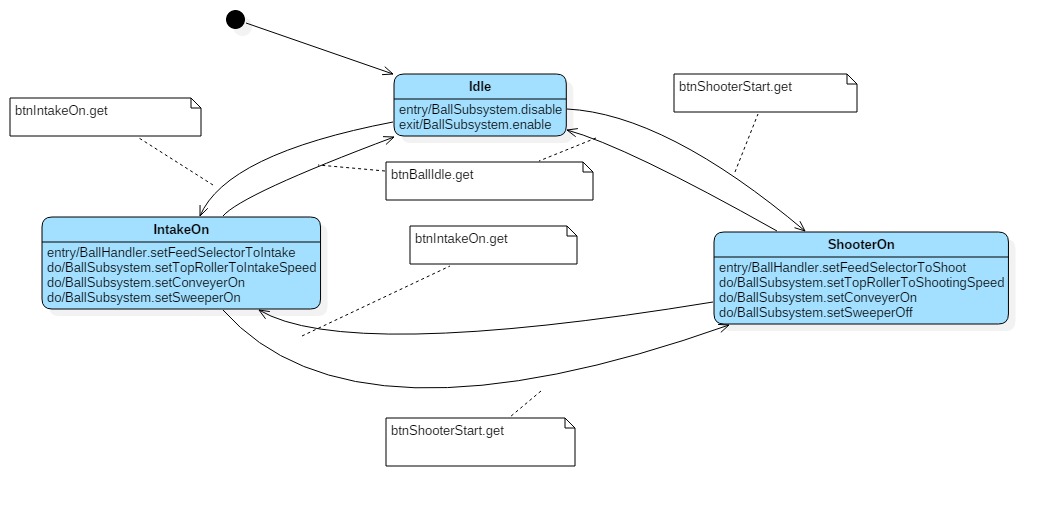 Idle
entry/BallSubsystem.disable
exit/BallSubsystem.enable
btnShooterStart.get
btnIntakeOn.get
btnBallIdle.get
IntakeOn
entry/BallHandler.setFeedSelectorToIntake
do/BallSubsystem.setTopRollerToIntakeSpeed
do/BallSubsystem.setConveyerOn
do/BallSubsystem.setSweeperOn
btnIntakeOn.get
ShooterOn
entry/BallHandler.setFeedSelectorToShoot
do/BallSubsystem.setTopRollerToShootingSpeed
do/BallSubsystem.setConveyerOn
do/BallSubsystem.setSweeperOff
btnShooterStart.get